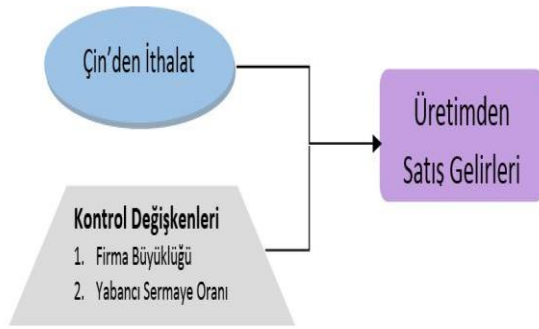 Çin’den İthalat
Üretimden
Satış Gelirleri
Kontrol Değişkenleri
1. Firma Büyüklüğü
2. Yabancı Sermaye Oranı